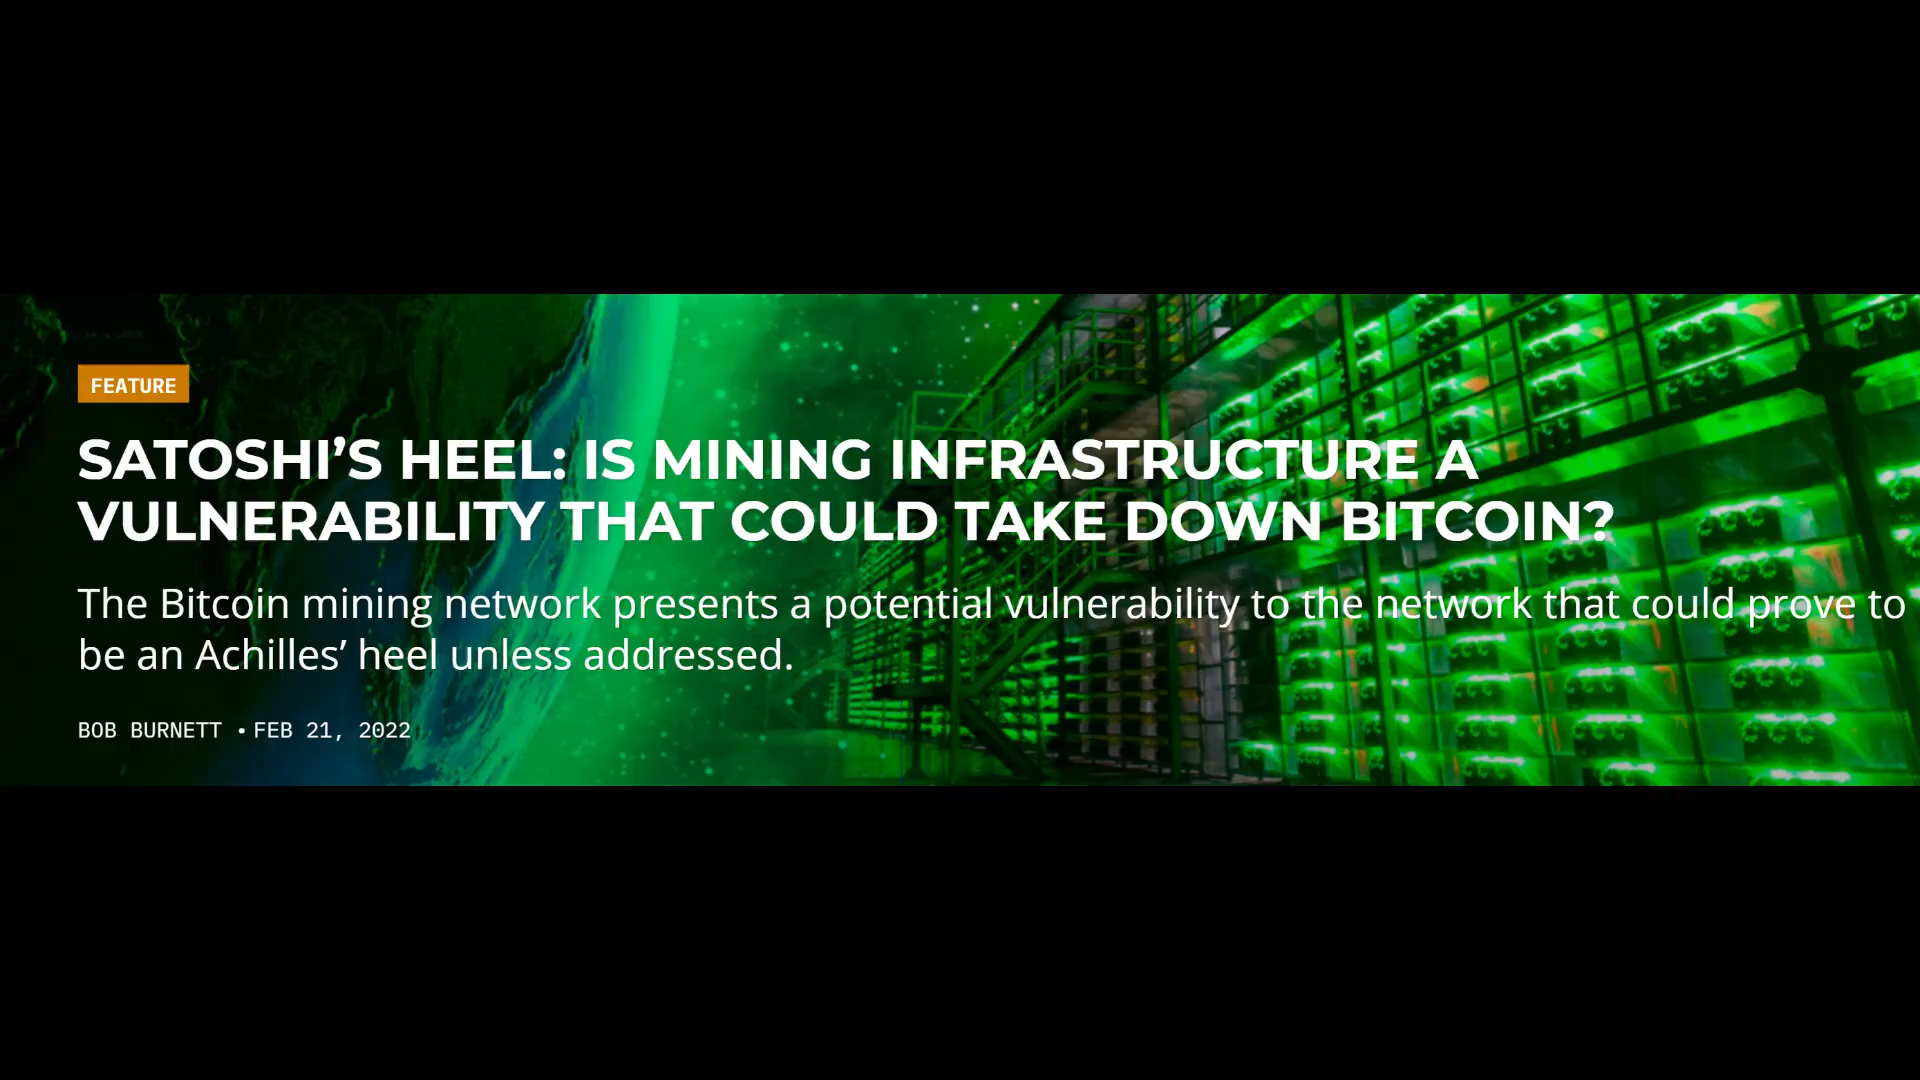 FEATURE
SATOSHI’S HEEL: IS MINING INFRASTRUCTURE A
VULNERABILITY THAT COULD TAKE DOWN BITCOIN?
The Bitcoin mining network presents a potential vulnerability to the network that could prove to
be an Achilles’ heel unless addressed.
BOB BURNETT • FEB 21, 2022